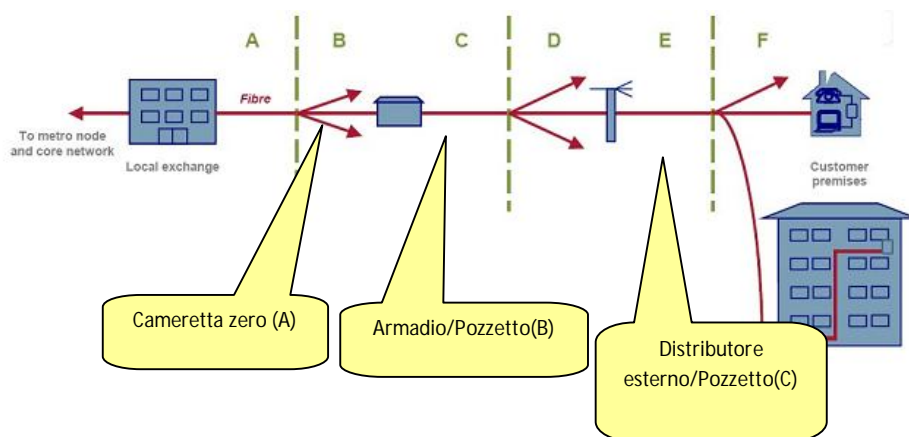 A
B
C
D
E
F
Fibre
To metro node
and core network
Local exchange
Customer
premises
Cameretta zero (A)
Armadio/Pozzetto(B)
Distributore
esterno/Pozzetto(C)